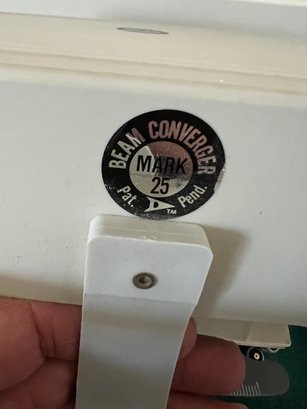 BEAM CONVERGER
MARK
25
Pat. Pend.
TM